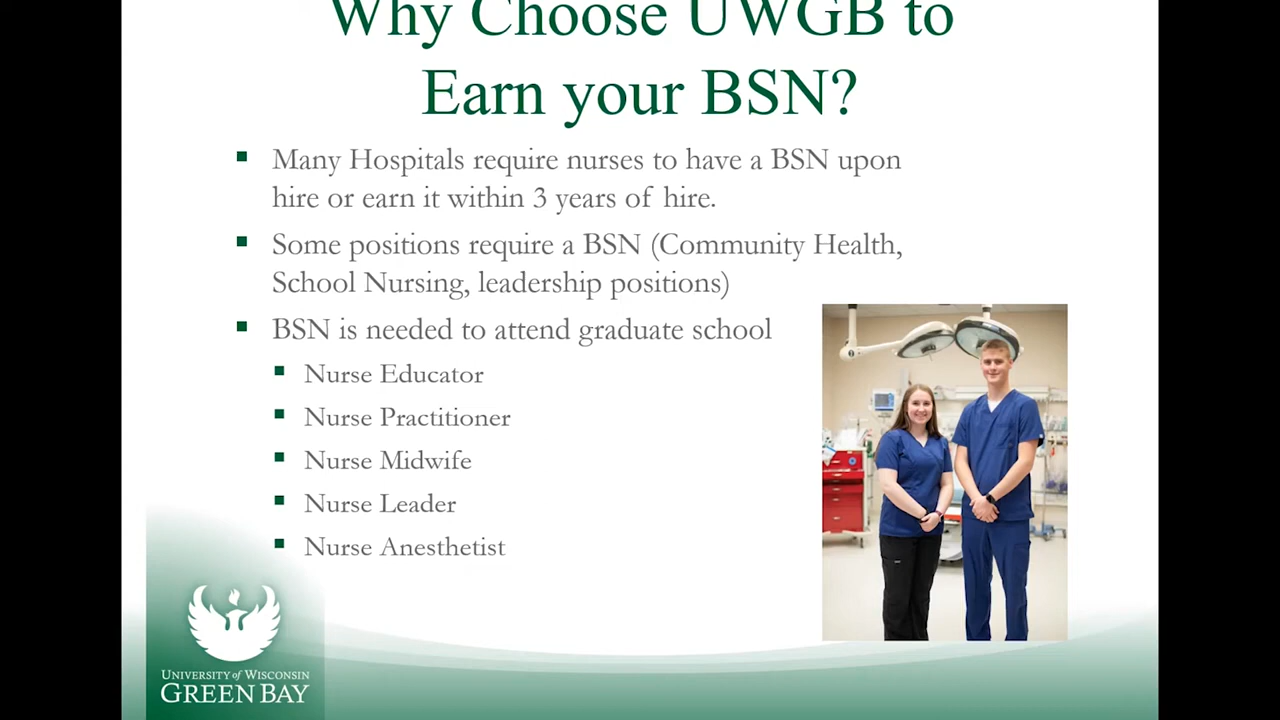 Why Choose UWGB to
Earn your BSN?
Many Hospitals require nurses to have a BSN upon
hire or earn it within 3 years of hire.
Some positions require a BSN (Community Health,
School Nursing, leadership positions)
BSN is needed to attend graduate school
Nurse Educator
Nurse Practitioner
Nurse Midwife
Nurse Leader
Nurse Anesthetist
UNIVERSITY of WISCONSIN
GREEN BAY